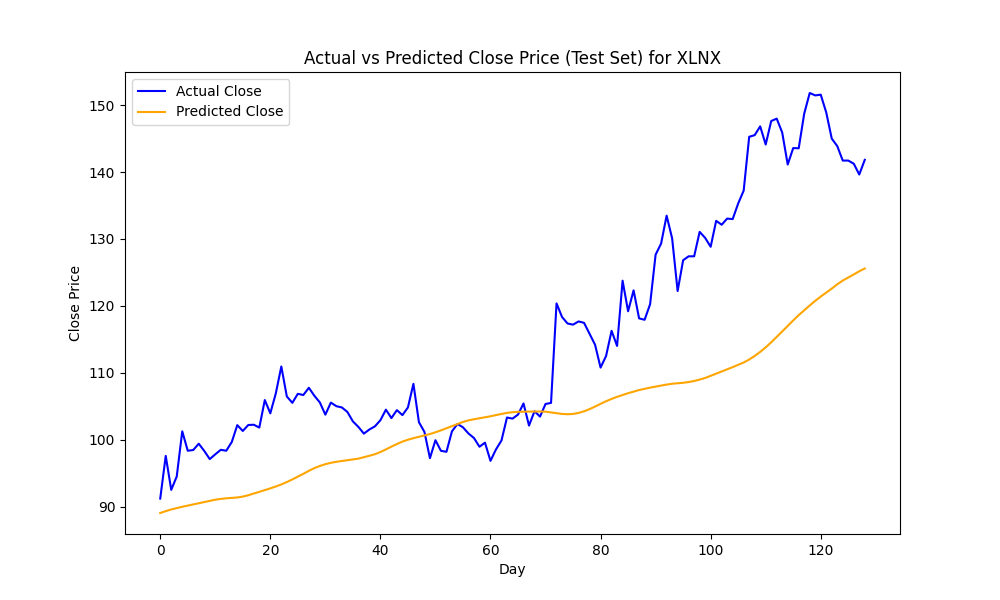 Actual vs Predicted Close Price (Test Set) for XLNX
Actual Close
Predicted Close
150
140
130
120
110
100
90
Close Price
0 20 40 60 80 100 120
Day